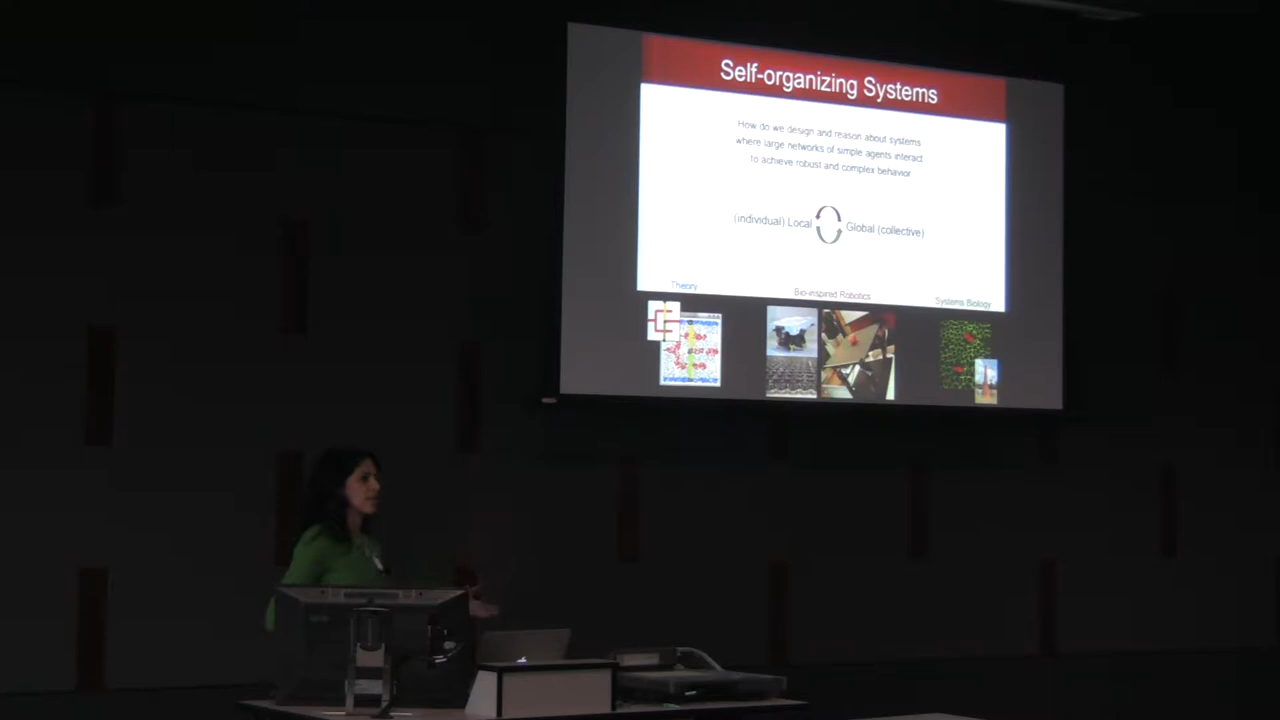 Self-organizing Systems
How do we design and reason about systems
where large networks of simple agents interact
to achieve robust and complex behavior
(individual) Local
Global (collective)
Theory
Bio-inspired Robotics
Systems Biology